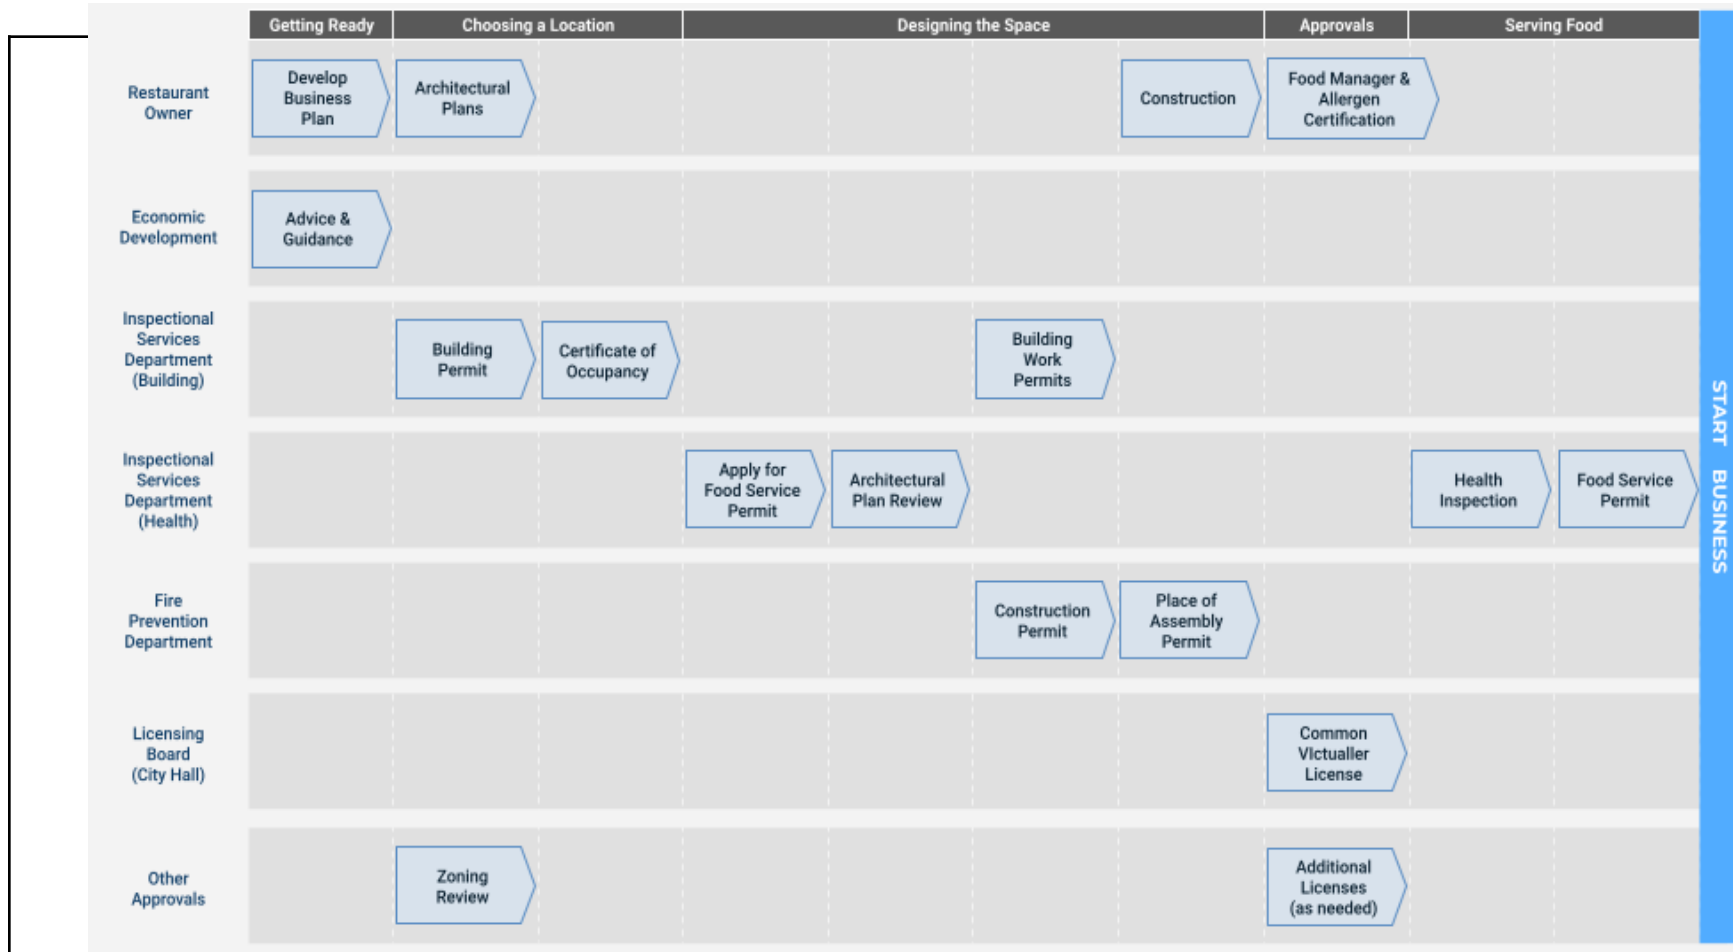 Getting Ready
Choosing a Location
Designing the Space
Approvals
Serving Food
Restaurant
Owner
Develop
Business
Plan
Architectural
Plans
Construction
Food Manager &
Allergen
Certification
Economic
Development
Advice &
Guidance
Inspectional
Services
Department
(Building)
Building
Permit
Certificate of
Occupancy
Building
Work
Permits
Inspectional
Services
Department
(Health)
Apply for
Food Service
Permit
Architectural
Plan Review
Health
Inspection
Food Service
Permit
Fire
Prevention
Department
Construction
Permit
Place of
Assembly
Permit
Licensing
Board
(City Hall)
Common
VIctualler
License
Other
Approvals
Zoning
Review
Additional
Licenses
(as needed)
START BUSINESS